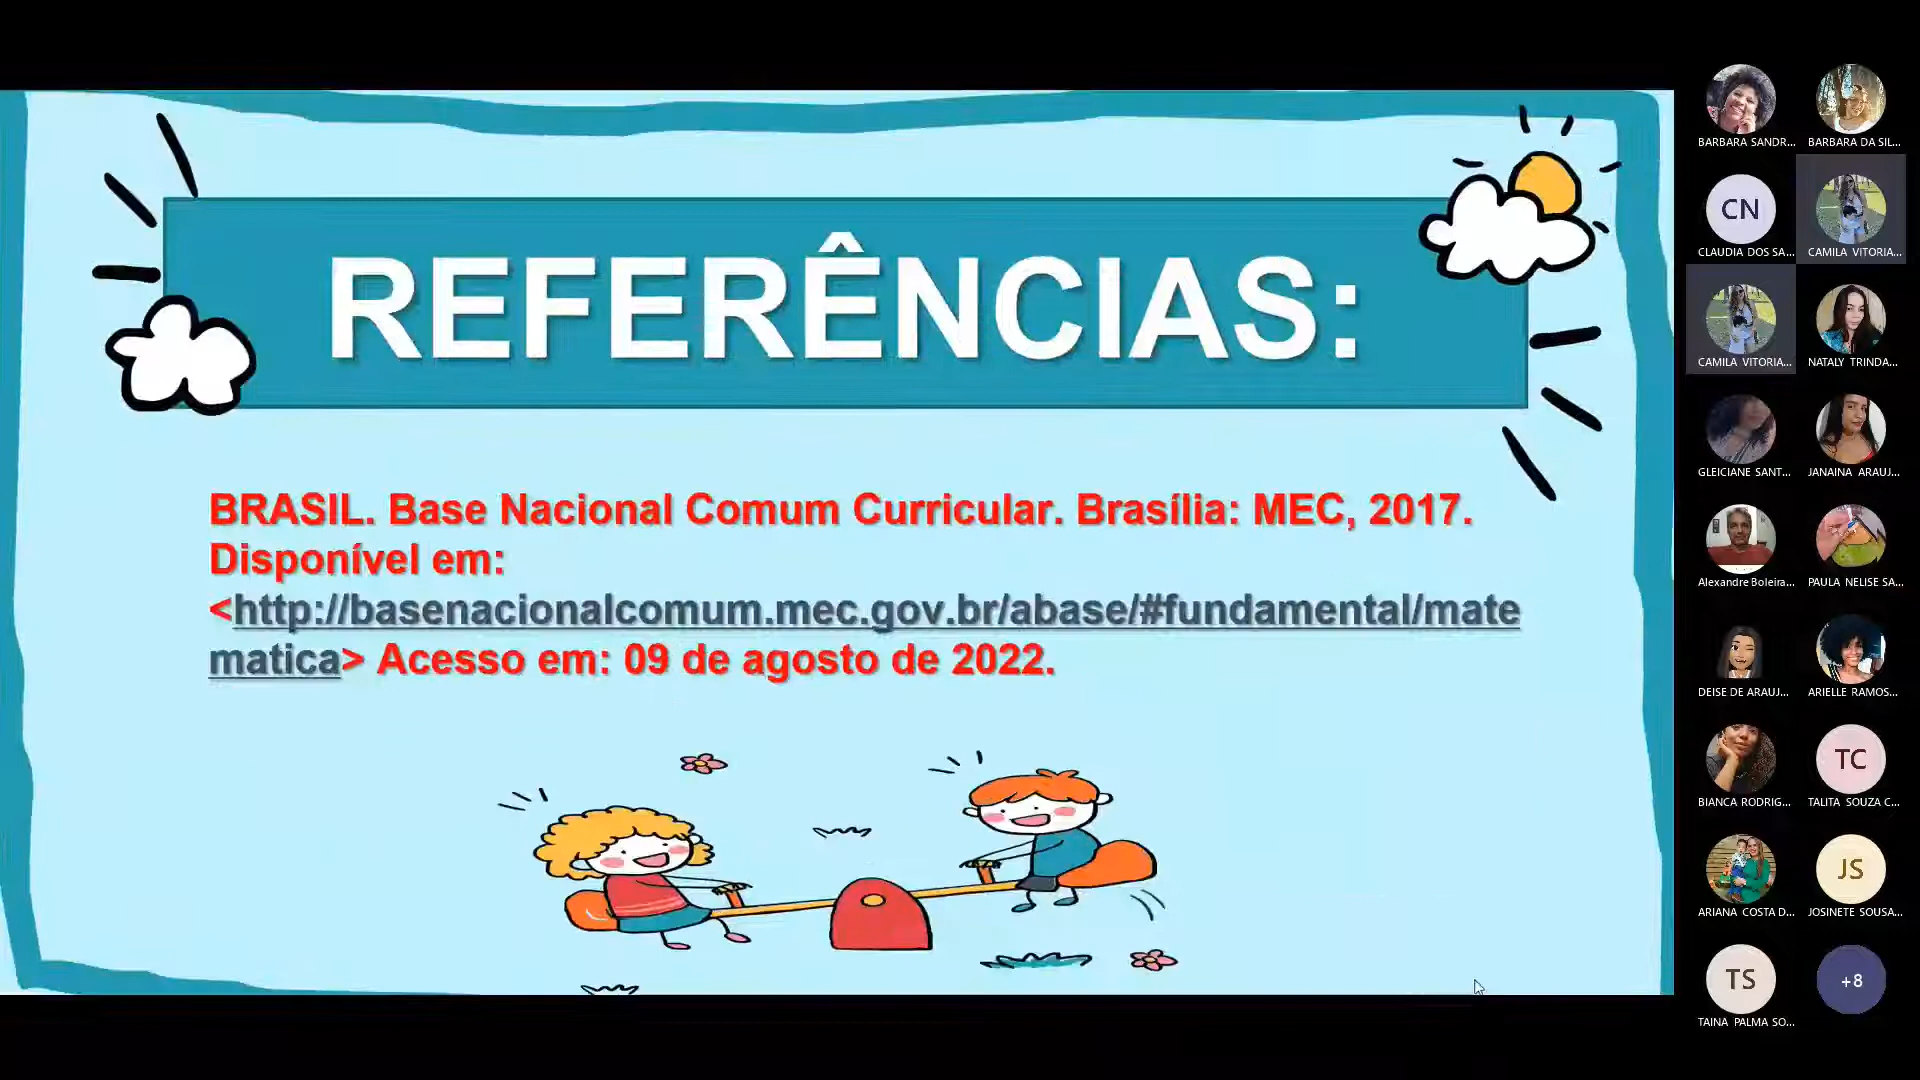 REFERÊNCIAS:
BRASIL. Base Nacional Comum Curricular. Brasília: MEC, 2017.
Disponível em:
<http://basenacionalcomum.mec.gov.br/abase/#fundamental/mate
matica> Acesso em: 09 de agosto de 2022.
BARBARA SANDR...
BARBARA DA SIL...
CN
CLAUDIA DOS SA...
CAMILA VITORIA...
CAMILA VITORIA...
NATALY TRINDA...
GLEICIANE SANT...
JANAINA ARAUJ...
Alexandre Boleira...
PAULA NELISE SA...
DEISE DE ARAUJ...
ARIELLE RAMOS...
BIANCA RODRIG...
TC
TALITA SOUZA C...
ARIANA COSTA D...
JS
JOSINETE SOUSA...
TS
TAINA PALMA SO...
+8